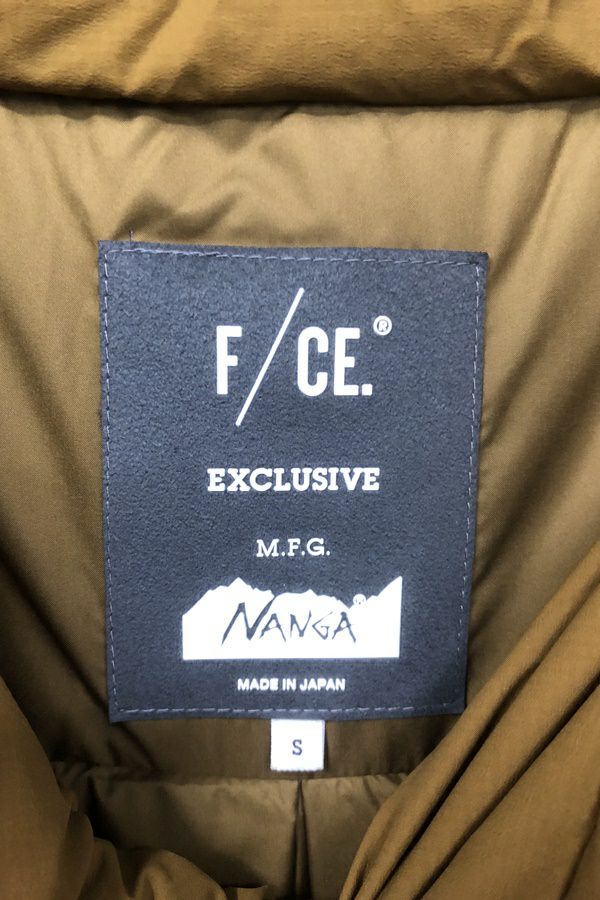 F/CE.®
EXCLUSIVE
M.F.G.
NANGA®
MADE IN JAPAN
S